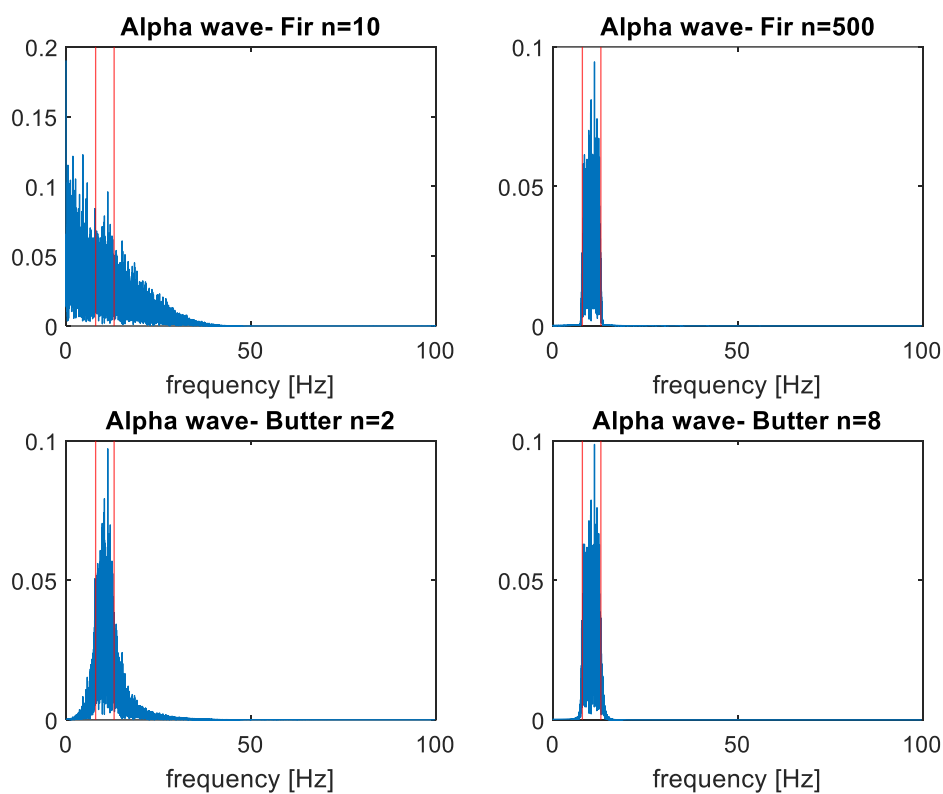 Alpha wave- Fir n=10
0.2
0.15
0.1
0.05
0
0 50 100
frequency [Hz]
Alpha wave- Fir n=500
0.1
0.05
0
0 50 100
frequency [Hz]
Alpha wave- Butter n=2
0.1
0.05
0
0 50 100
frequency [Hz]
Alpha wave- Butter n=8
0.1
0.05
0
0 50 100
frequency [Hz]